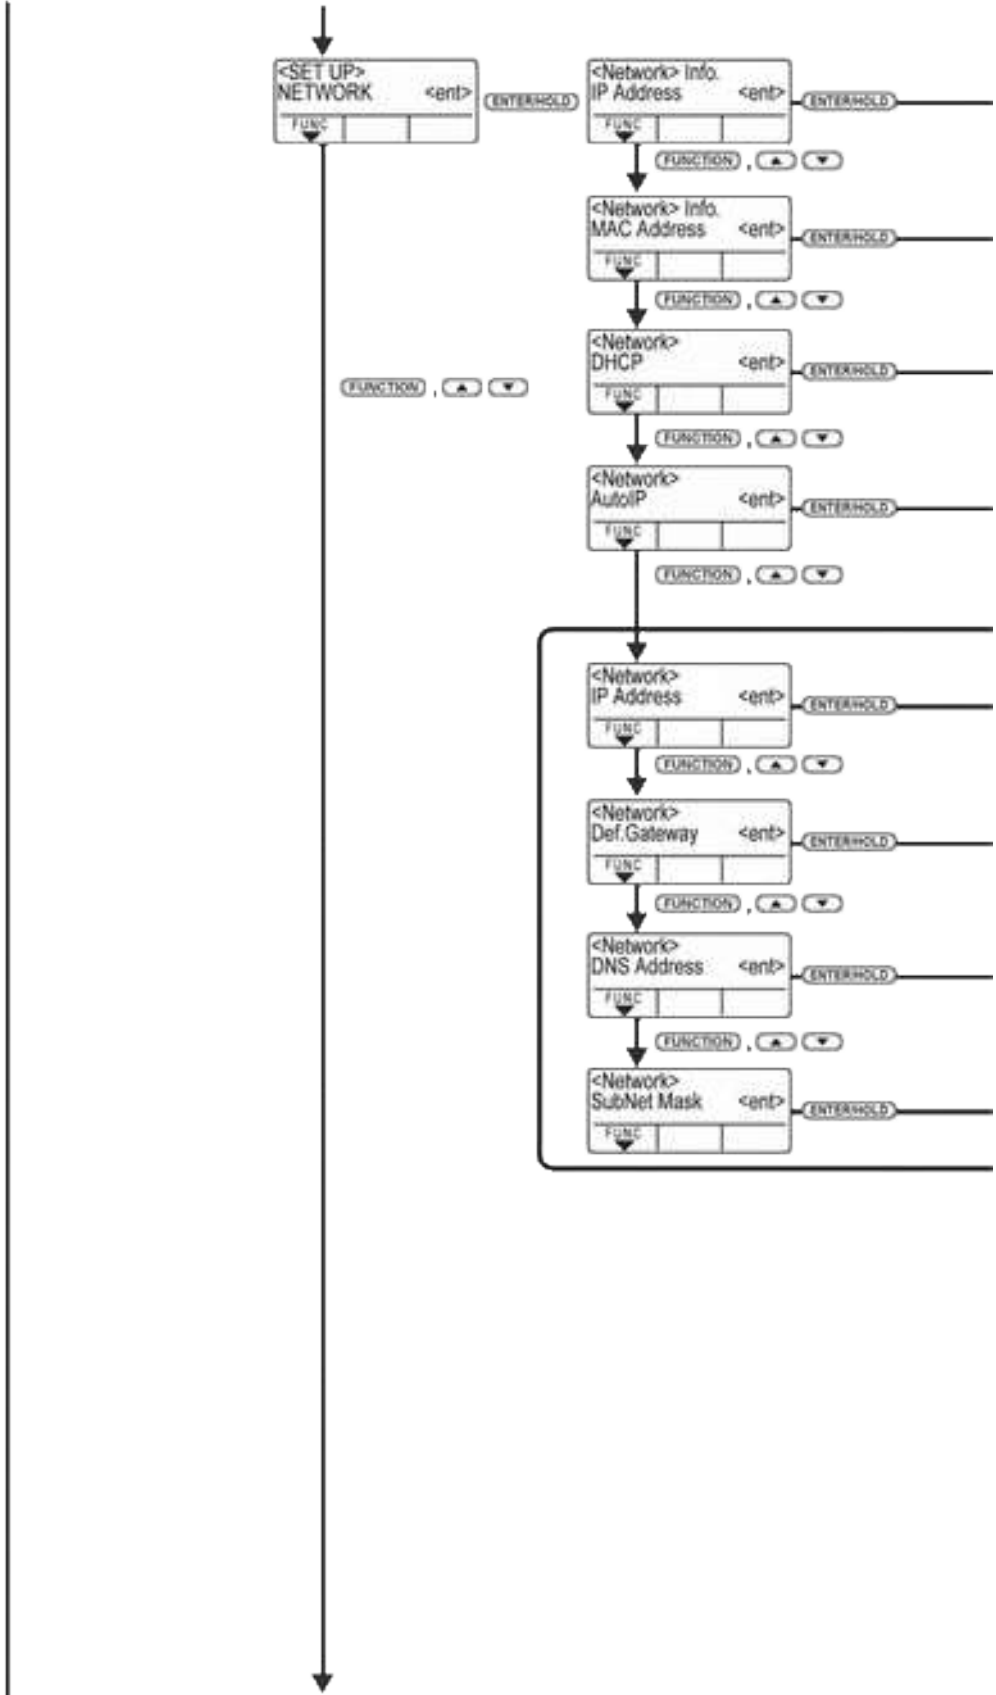 <SET UP>
NETWORK <ent>
FUNC
ENTER/HOLD
<Network> Info.
IP Address <ent>
FUNC
ENTER/HOLD
FUNCTION , ▲ ▼
<Network> Info.
MAC Address <ent>
FUNC
ENTER/HOLD
FUNCTION , ▲ ▼
<Network>
DHCP <ent>
FUNC
ENTER/HOLD
FUNCTION , ▲ ▼
FUNCTION , ▲ ▼
<Network>
AutoIP <ent>
FUNC
ENTER/HOLD
FUNCTION , ▲ ▼
<Network>
IP Address <ent>
FUNC
ENTER/HOLD
FUNCTION , ▲ ▼
<Network>
Def.Gateway <ent>
FUNC
ENTER/HOLD
FUNCTION , ▲ ▼
<Network>
DNS Address <ent>
FUNC
ENTER/HOLD
FUNCTION , ▲ ▼
<Network>
SubNet Mask <ent>
FUNC
ENTER/HOLD